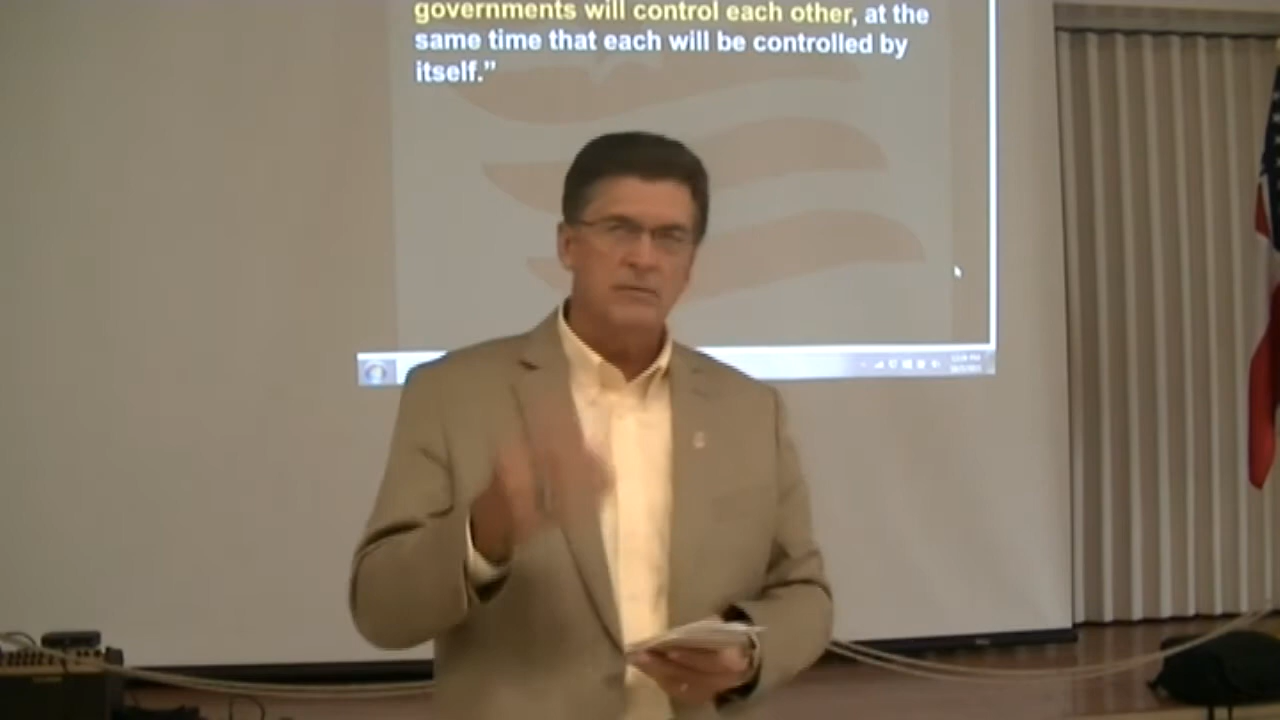 governments will control each other, at the
same time that each will be controlled by
itself.”